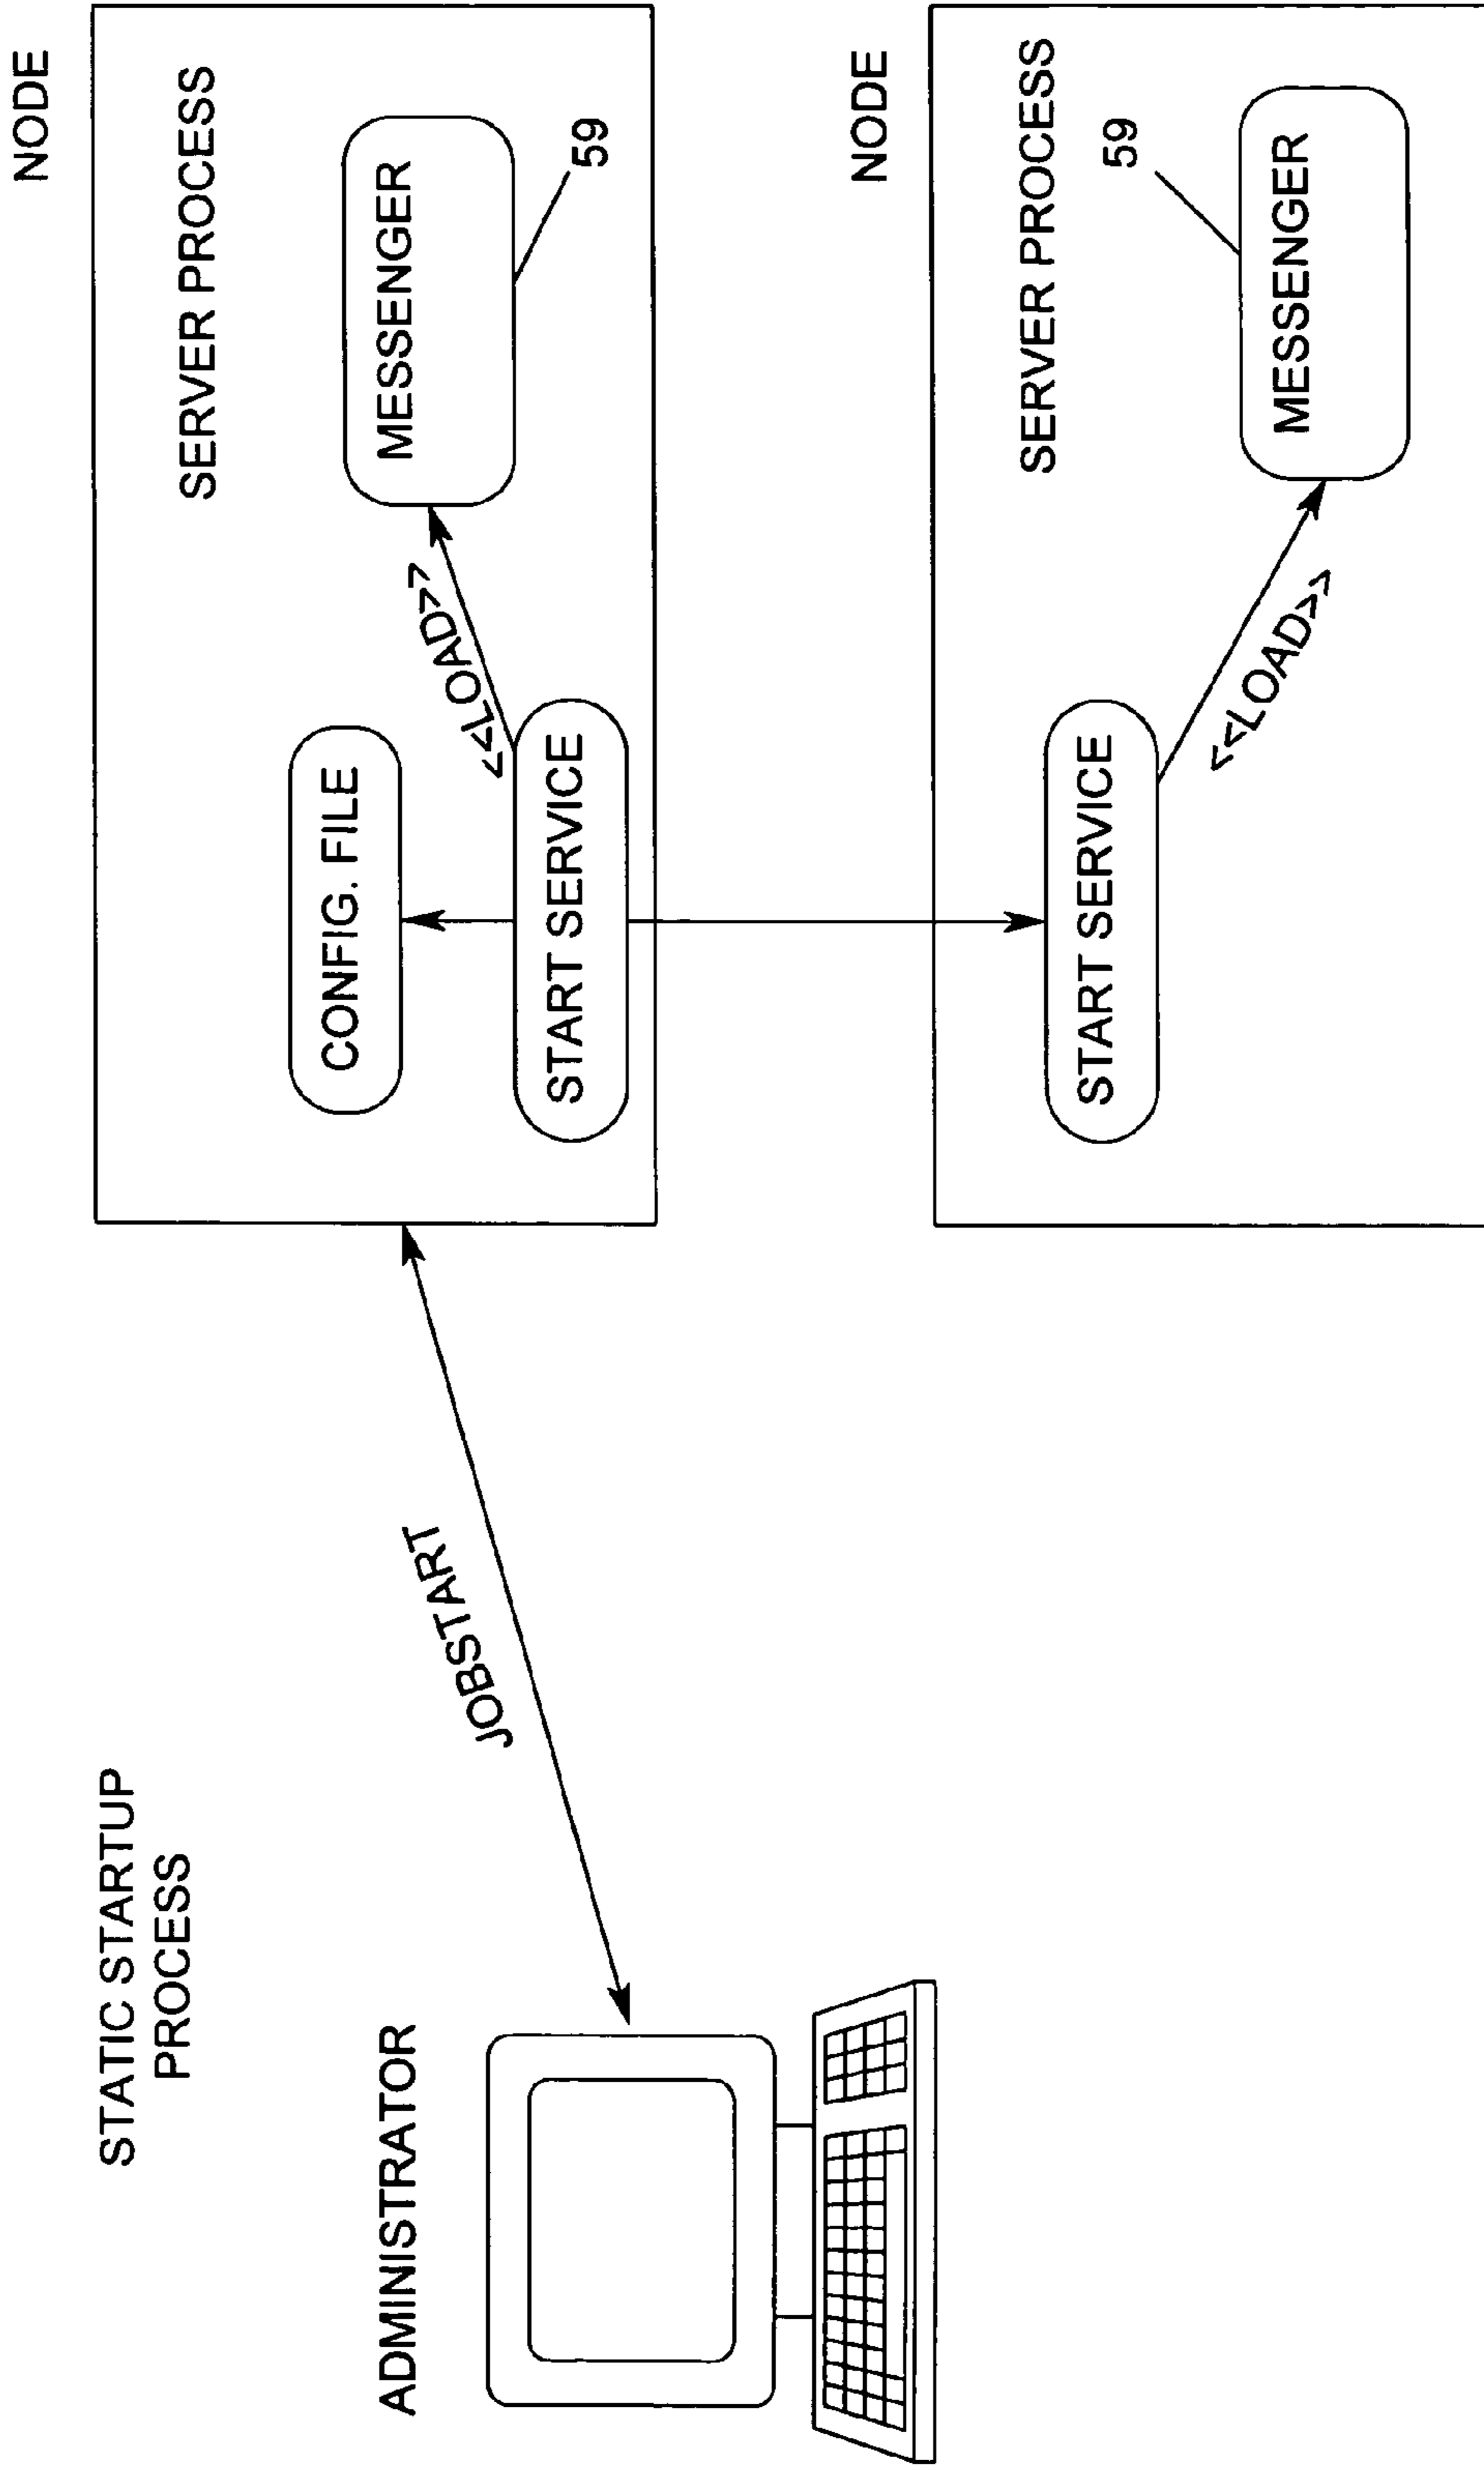 STATIC STARTUP
PROCESS
ADMINISTRATOR
JOBSTART
NODE
SERVER PROCESS
CONFIG. FILE
<<LOAD>>
MESSENGER
START SERVICE
59
NODE
SERVER PROCESS
59
START SERVICE
<<LOAD>>
MESSENGER